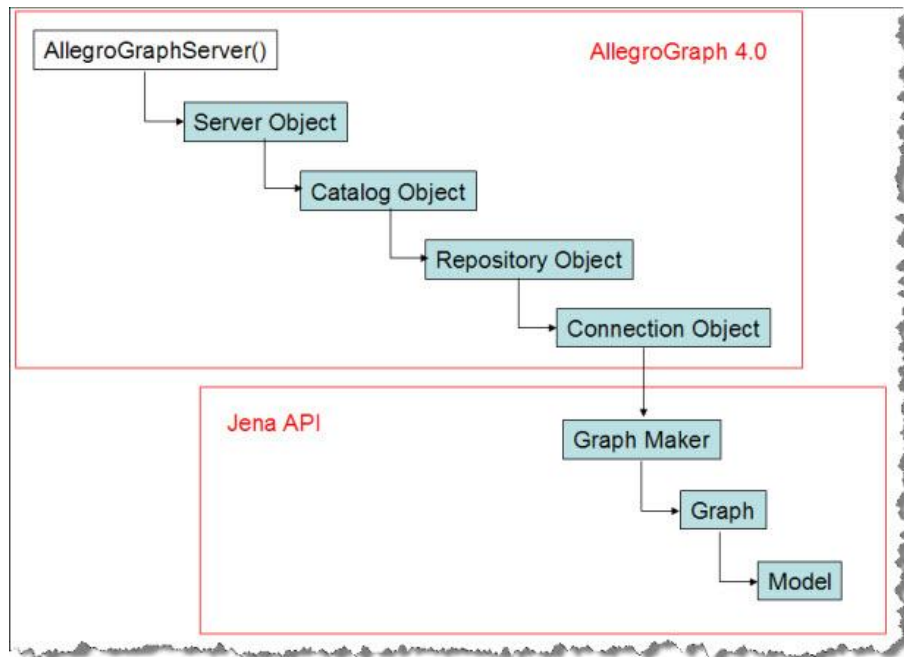 AllegroGraphServer()
AllegroGraph 4.0
Server Object
Catalog Object
Repository Object
Connection Object
Jena API
Graph Maker
Graph
Model